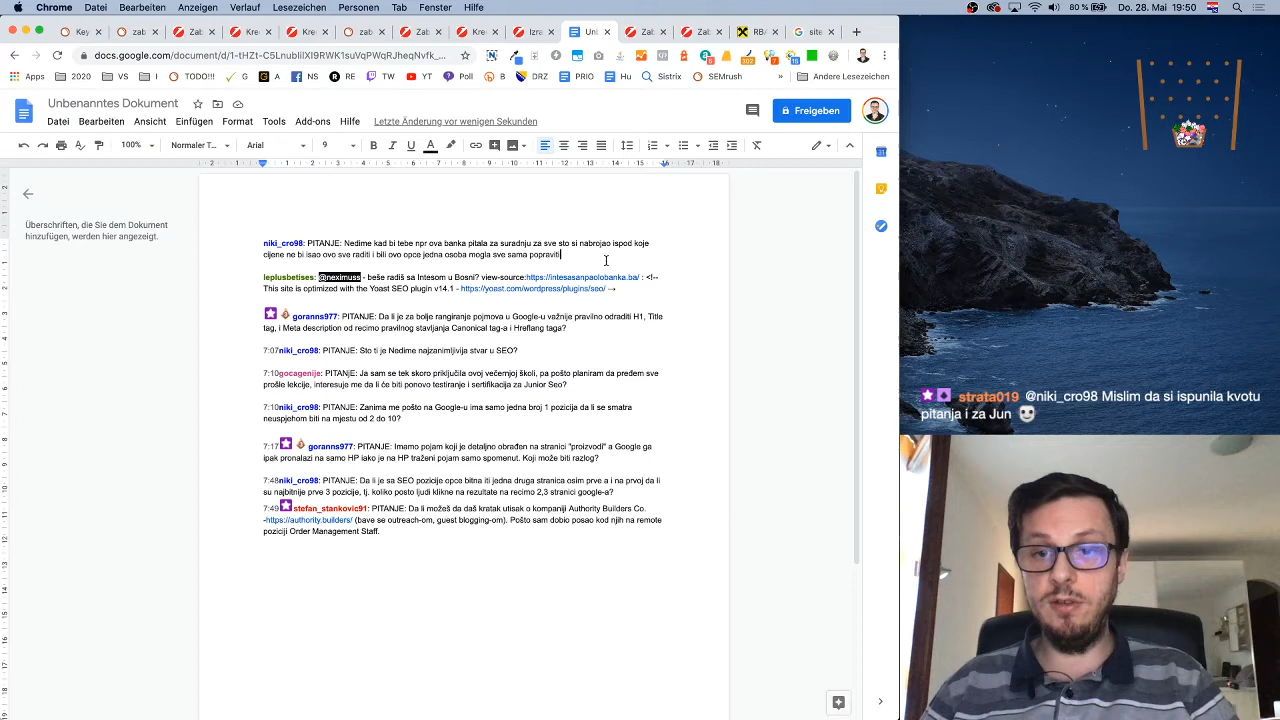 Chrome Datei Bearbeiten Anzeigen Verlauf Lesezeichen Personen Tab Fenster Hilfe 80 % Do. 28. Mai 19:50
Key zab Kre Kre zab Zab Kre Izra Unb Zab Zab RB site
google.com/document/d/1-tHZt-C5LnubIiIXI9RWK1suVqPWqRJheqNvfk_...
Apps 2020 TODO!!! G A NS RE TW YT Poll B DRZ PRIO Hu Sistrix SEMrush » Andere Lesezeichen
Unbenanntes Dokument
Datei Bearbeiten Ansicht Einfügen Format Tools Add-ons Hilfe Letzte Änderung vor wenigen Sekunden
Freigeben
100% Normaler T... Arial 9
Überschriften, die Sie dem Dokument
hinzufügen, werden hier angezeigt.
niki_cro98: PITANJE: Nedime kad bi tebe npr ova banka pitala za suradnju za sve sto si nabrojao ispod koje
cijene ne bi isao ovo sve raditi i bili ovo opce jedna osoba mogla sve sama popraviti
leplusbetises: @neximuss - beše radiš sa Intesom u Bosni? view-source:https://intesasanpaolobanka.ba/ : <!--
This site is optimized with the Yoast SEO plugin v14.1 - https://yoast.com/wordpress/plugins/seo/ →
goranns977: PITANJE: Da li je za bolje rangiranje pojmova u Google-u važnije pravilno odraditi H1, Title
tag, i Meta description od recimo pravilnog stavljanja Canonical tag-a i Hreflang taga?
7:07niki_cro98: PITANJE: Sto ti je Nedime najzanimljivija stvar u SEO?
7:10gocagenije: PITANjE: Ja sam se tek skoro priključila ovoj večernjoj školi, pa pošto planiram da pređem sve
prošle lekcije, interesuje me da li će biti ponovo testiranje i sertifikacija za Junior Seo?
7:10niki_cro98: PITANJE: Zanima me pošto na Google-u ima samo jedna broj 1 pozicija da li se smatra
neuspjehom biti na mjestu od 2 do 10?
7:17 goranns977: PITANJE: Imamo pojam koji je detaljno obrađen na stranici "proizvodi" a Google ga
ipak pronalazi na samo HP iako je na HP traženi pojam samo spomenut. Koji može biti razlog?
7:48niki_cro98: PITANJE: Da li je sa SEO pozicije opce bitna iti jedna druga stranica osim prve a i na prvoj da li
su najbitnije prve 3 pozicije, tj. koliko posto ljudi klikne na rezultate na recimo 2,3 stranici google-a?
7:49 stefan_stankovic91: PITANJE: Da li možeš da daš kratak utisak o kompaniji Authority Builders Co.
-https://authority.builders/ (bave se outreach-om, guest blogging-om). Pošto sam dobio posao kod njih na remote
poziciji Order Management Staff.
strata019 @niki_cro98 Mislim da si ispunila kvotu
pitanja i za Jun